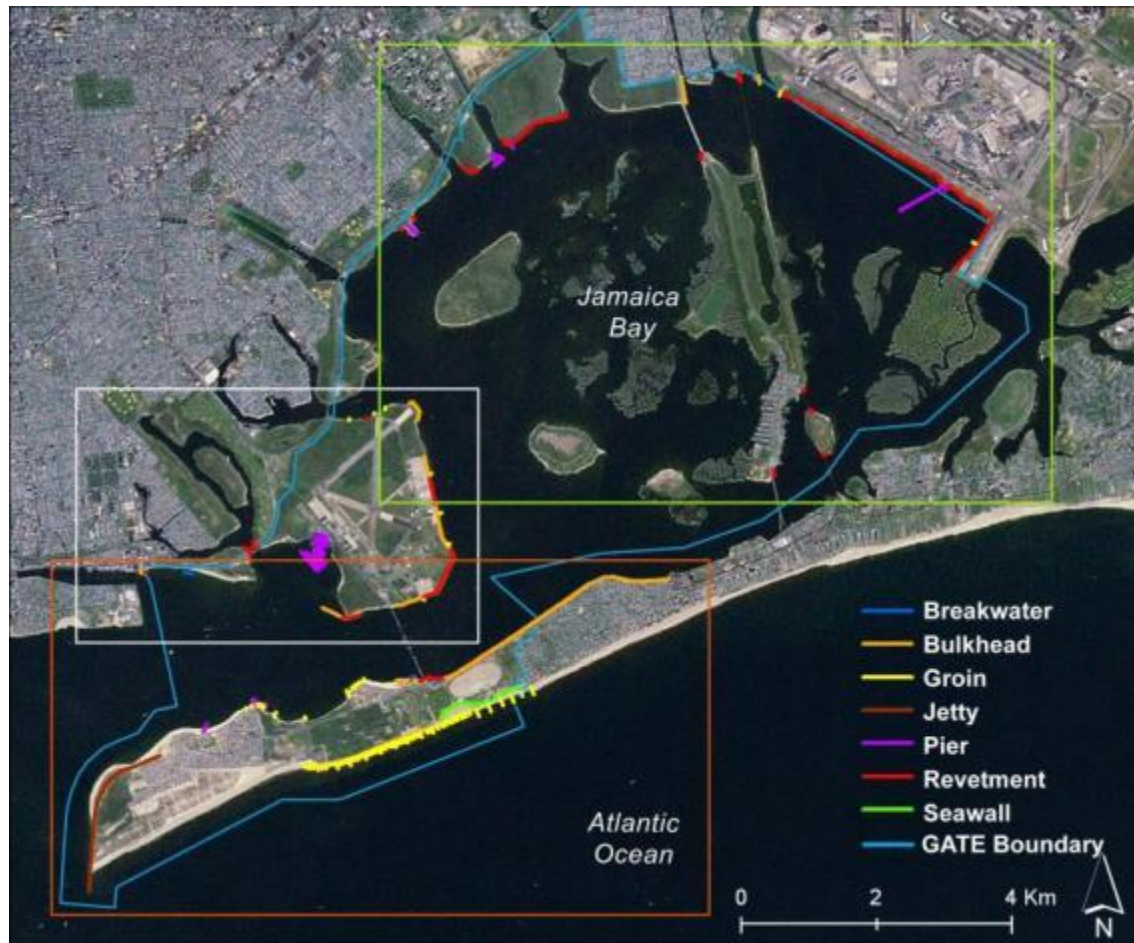 Jamaica
Bay
Breakwater
Bulkhead
Groin
Jetty
Pier
Revetment
Seawall
GATE Boundary
Atlantic
Ocean
0 2 4 Km
N